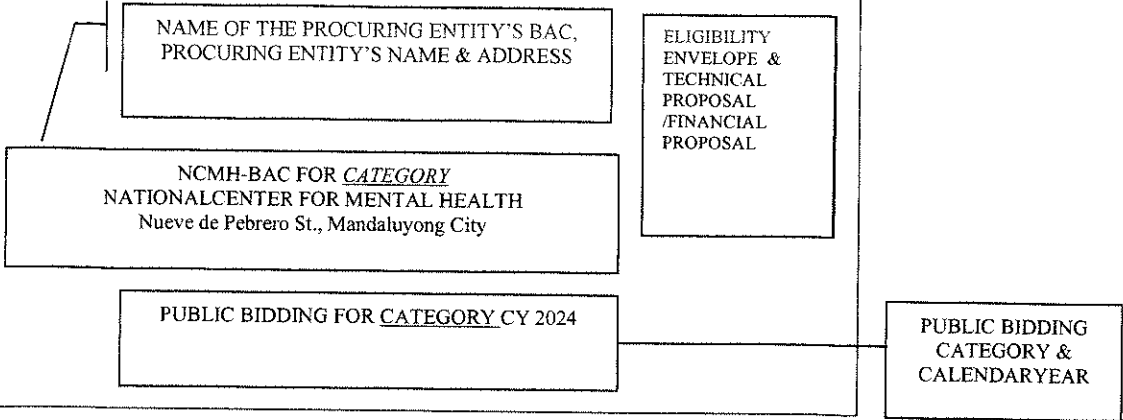 NAME OF THE PROCURING ENTITY'S BAC,
PROCURING ENTITY'S NAME & ADDRESS
ELIGIBILITY
ENVELOPE &
TECHNICAL
PROPOSAL
/FINANCIAL
PROPOSAL
NCMH-BAC FOR CATEGORY
NATIONALCENTER FOR MENTAL HEALTH
Nueve de Pebrero St., Mandaluyong City
PUBLIC BIDDING FOR CATEGORY CY 2024
PUBLIC BIDDING
CATEGORY &
CALENDARYEAR